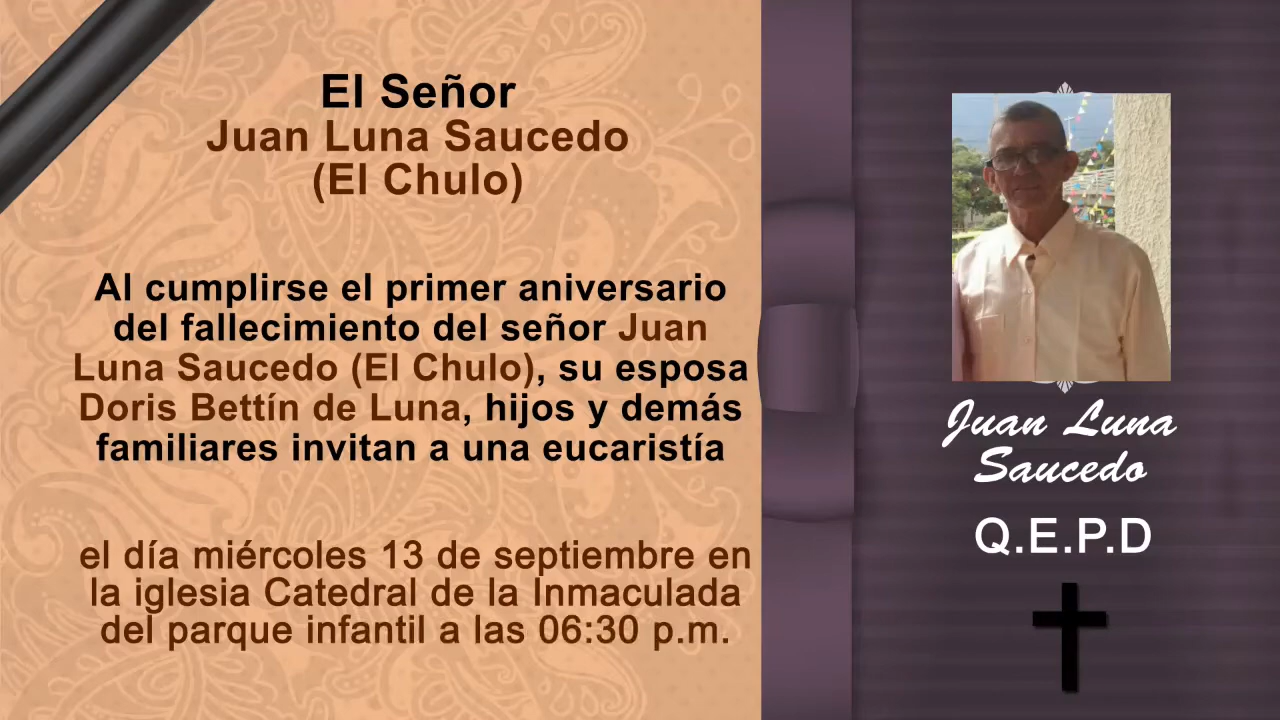 El Señor
Juan Luna Saucedo
(El Chulo)
Al cumplirse el primer aniversario
del fallecimiento del señor Juan
Luna Saucedo (El Chulo), su esposa
Doris Bettín de Luna, hijos y demás
familiares invitan a una eucaristía
el día miércoles 13 de septiembre en
la iglesia Catedral de la Inmaculada
del parque infantil a las 06:30 p.m.
Juan Luna
Saucedo
Q.E.P.D